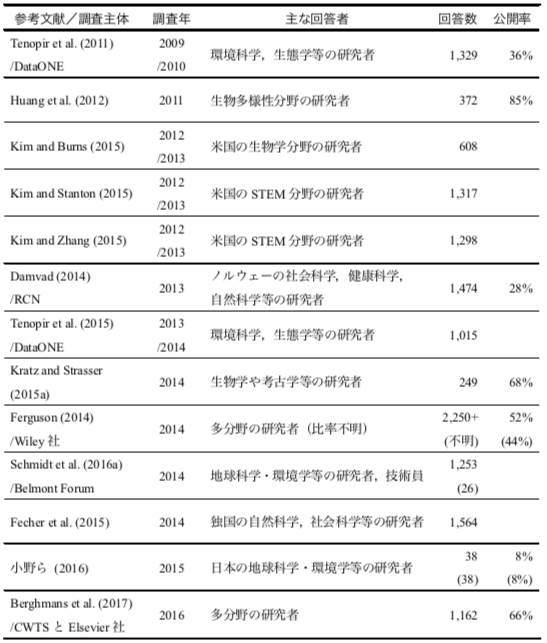 参考文献／調査主体 調査年 主な回答者 回答数 公開率
Tenopir et al. (2011)
/DataONE 2009
/2010 環境科学，生態学等の研究者 1,329 36%
Huang et al. (2012) 2011 生物多様性分野の研究者 372 85%
Kim and Burns (2015) 2012
/2013 米国の生物学分野の研究者 608
Kim and Stanton (2015) 2012
/2013 米国の STEM 分野の研究者 1,317
Kim and Zhang (2015) 2012
/2013 米国の STEM 分野の研究者 1,298
Damvad (2014)
/RCN 2013 ノルウェーの社会科学，健康科学，
自然科学等の研究者 1,474 28%
Tenopir et al. (2015)
/DataONE 2013
/2014 環境科学，生態学等の研究者 1,015
Kratz and Strasser
(2015a) 2014 生物学や考古学等の研究者 249 68%
Ferguson (2014)
/Wiley 社 2014 多分野の研究者（比率不明） 2,250+
(不明) 52%
(44%)
Schmidt et al. (2016a)
/Belmont Forum 2014 地球科学・環境学等の研究者，技術員 1,253
(26)
Fecher et al. (2015) 2014 独国の自然科学，社会科学等の研究者 1,564
小野ら (2016) 2015 日本の地球科学・環境学等の研究者 38
(38) 8%
(8%)
Berghmans et al. (2017)
/CWTS と Elsevier 社 2016 多分野の研究者 1,162 66%